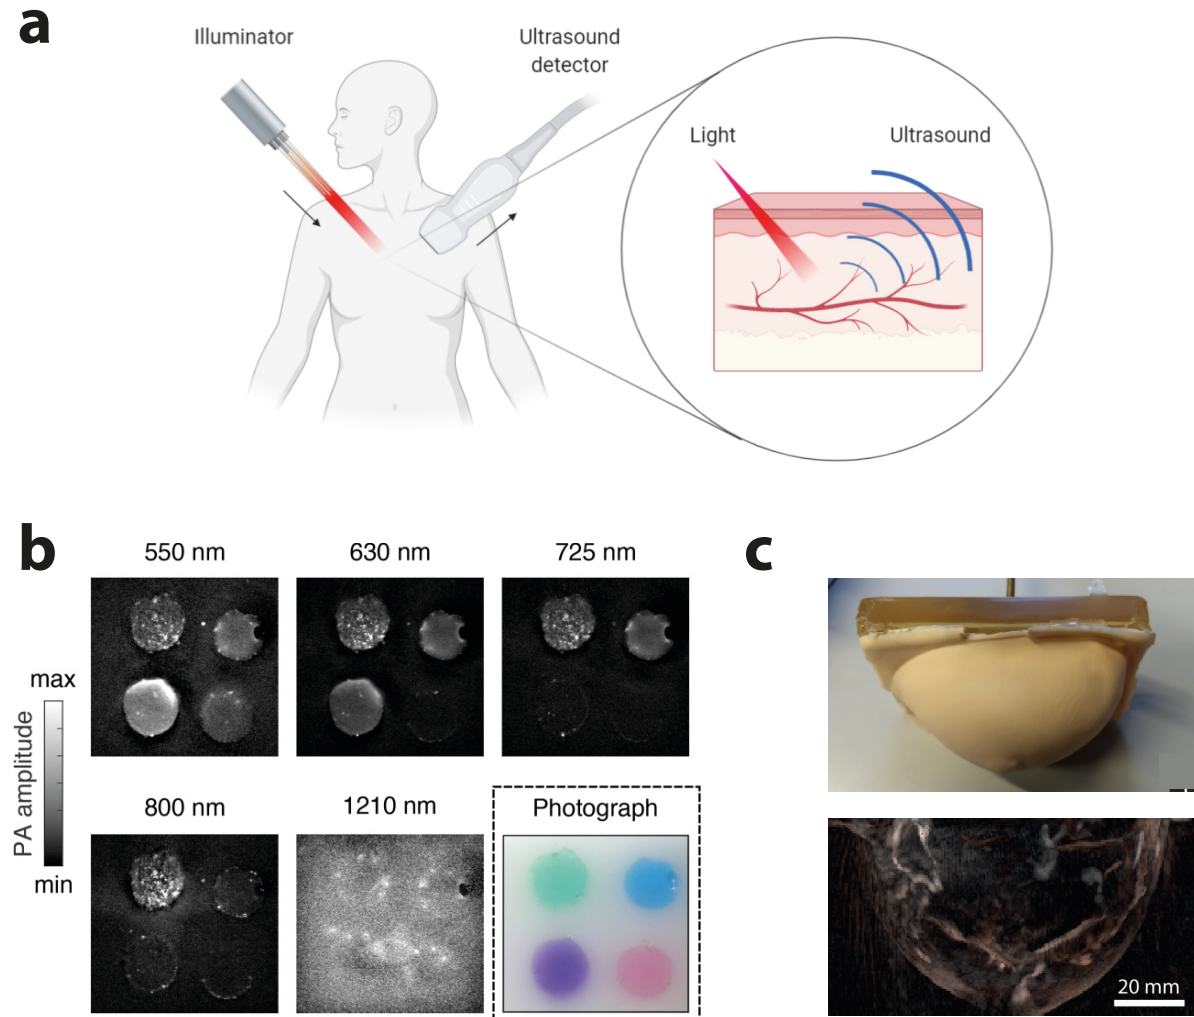 a
Illuminator
Ultrasound
detector
Light
Ultrasound
b
550 nm
630 nm
725 nm
max
PA amplitude
min
800 nm
1210 nm
Photograph
c
20 mm